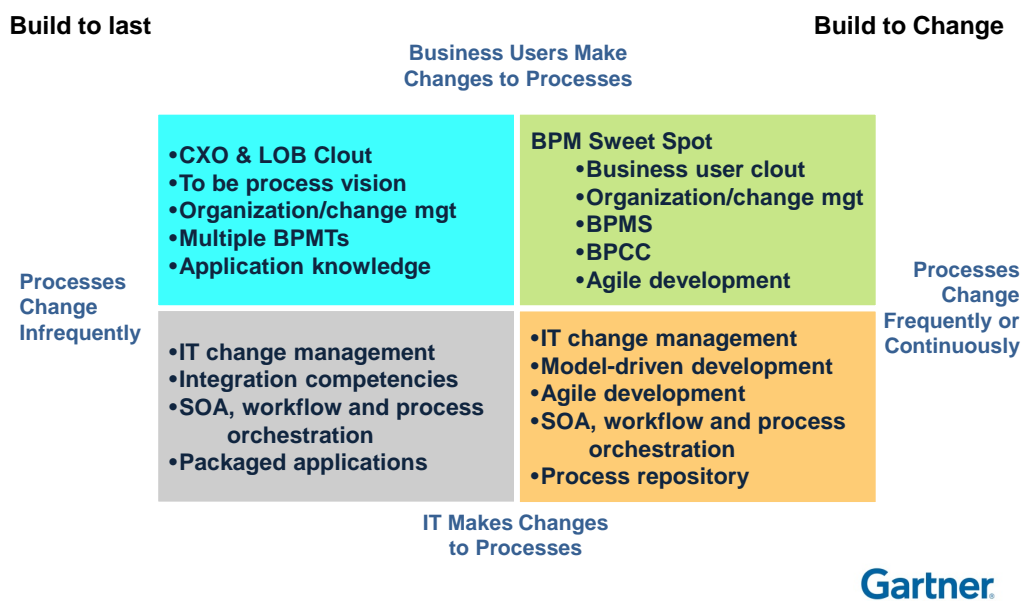 Build to last
Build to Change
Business Users Make
Changes to Processes
•CXO & LOB Clout
•To be process vision
•Organization/change mgt
•Multiple BPMTs
•Application knowledge
BPM Sweet Spot
•Business user clout
•Organization/change mgt
•BPMS
•BPCC
•Agile development
Processes
Change
Infrequently
Processes
Change
Frequently or
Continuously
•IT change management
•Integration competencies
•SOA, workflow and process
orchestration
•Packaged applications
•IT change management
•Model-driven development
•Agile development
•SOA, workflow and process
orchestration
•Process repository
IT Makes Changes
to Processes
Gartner